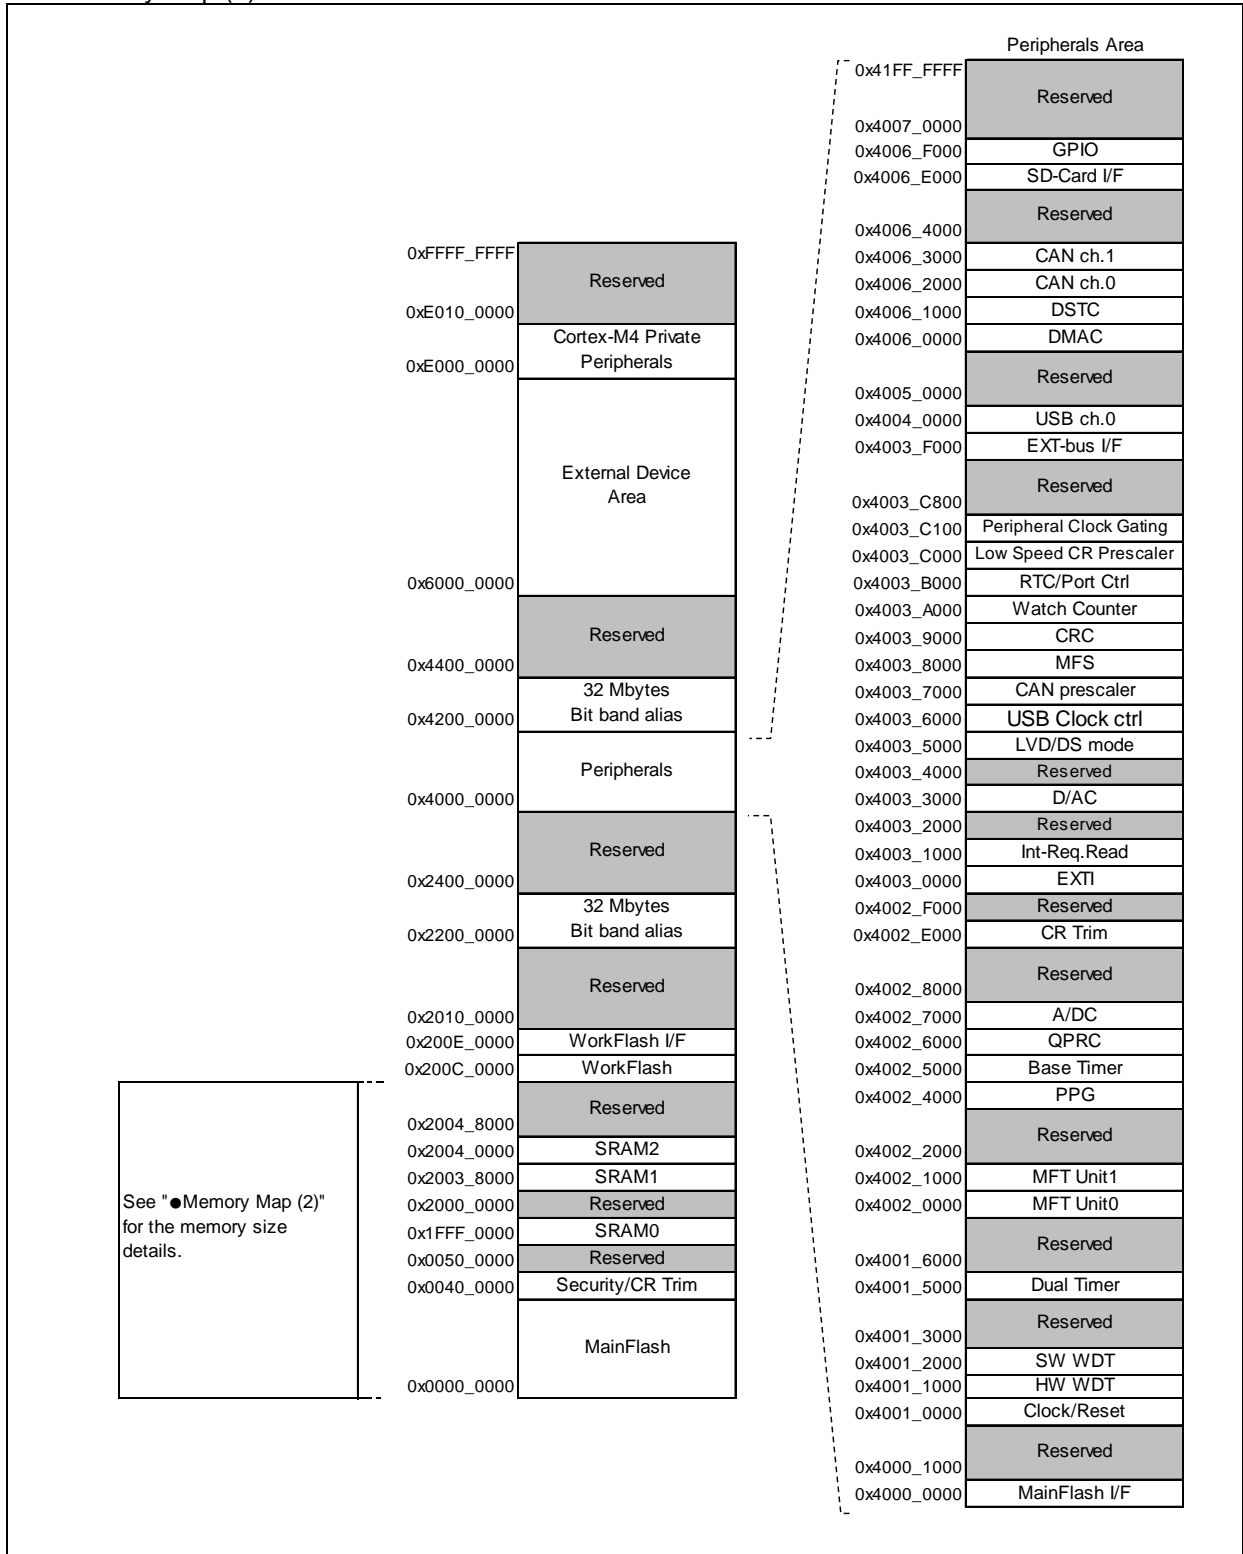 Peripherals Area
0x41FF_FFFF
Reserved
0x4007_0000
0x4006_F000 GPIO
0x4006_E000 SD-Card I/F
Reserved
0x4006_4000
0x4006_3000 CAN ch.1
0x4006_2000 CAN ch.0
0x4006_1000 DSTC
0x4006_0000 DMAC
Reserved
0x4005_0000
0x4004_0000 USB ch.0
0x4003_F000 EXT-bus I/F
Reserved
0x4003_C800
0x4003_C100 Peripheral Clock Gating
0x4003_C000 Low Speed CR Prescaler
0x4003_B000 RTC/Port Ctrl
0x4003_A000 Watch Counter
0x4003_9000 CRC
0x4003_8000 MFS
0x4003_7000 CAN prescaler
0x4003_6000 USB Clock ctrl
0x4003_5000 LVD/DS mode
0x4003_4000 Reserved
0x4003_3000 D/AC
0x4003_2000 Reserved
0x4003_1000 Int-Req.Read
0x4003_0000 EXTI
0x4002_F000 Reserved
0x4002_E000 CR Trim
Reserved
0x4002_8000
0x4002_7000 A/DC
0x4002_6000 QPRC
0x4002_5000 Base Timer
0x4002_4000 PPG
Reserved
0x4002_2000
0x4002_1000 MFT Unit1
0x4002_0000 MFT Unit0
Reserved
0x4001_6000
0x4001_5000 Dual Timer
Reserved
0x4001_3000
0x4001_2000 SW WDT
0x4001_1000 HW WDT
0x4001_0000 Clock/Reset
Reserved
0x4000_1000
0x4000_0000 MainFlash I/F
0xFFFF_FFFF
Reserved
0xE010_0000
Cortex-M4 Private
0xE000_0000 Peripherals
External Device
Area
0x6000_0000
Reserved
0x4400_0000
32 Mbytes
0x4200_0000 Bit band alias
Peripherals
0x4000_0000
Reserved
0x2400_0000
32 Mbytes
0x2200_0000 Bit band alias
Reserved
0x2010_0000
0x200E_0000 WorkFlash I/F
0x200C_0000 WorkFlash
Reserved
0x2004_8000
0x2004_0000 SRAM2
0x2003_8000 SRAM1
0x2000_0000 Reserved
0x1FFF_0000 SRAM0
0x0050_0000 Reserved
0x0040_0000 Security/CR Trim
MainFlash
0x0000_0000
See "●Memory Map (2)"
for the memory size
details.